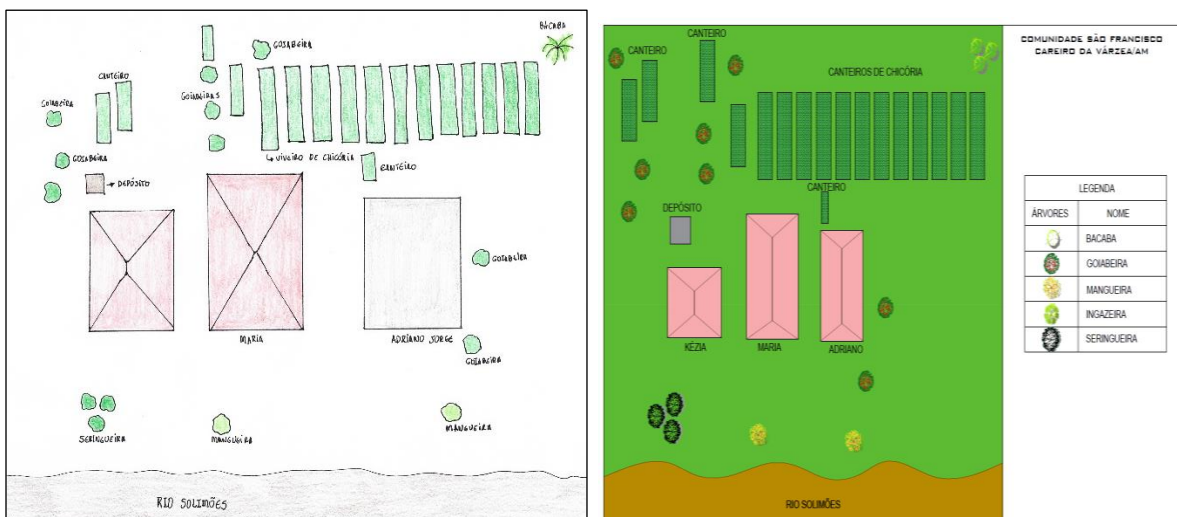 BACABA
GOIABEIRA
CANTEIRO
GOIABEIRA
GOIABEIRAS
GOIABEIRA
↳ VIVEIRO DE CHICÓRIA
CANTEIRO
→ DEPÓSITO
GOIABEIRA
MARIA
ADRIANO JORGE
GOIABEIRA
SERINGUEIRA
MANGUEIRA
MANGUEIRA
RIO SOLIMÕES
CANTEIRO
CANTEIRO
CANTEIROS DE CHICÓRIA
CANTEIRO
DEPÓSITO
KÉZIA
MARIA
ADRIANO
RIO SOLIMÕES
COMUNIDADE SÃO FRANCISCO
CAREIRO DA VÁRZEA/AM
LEGENDA
ÁRVORES NOME
BACABA
GOIABEIRA
MANGUEIRA
INGAZEIRA
SERINGUEIRA